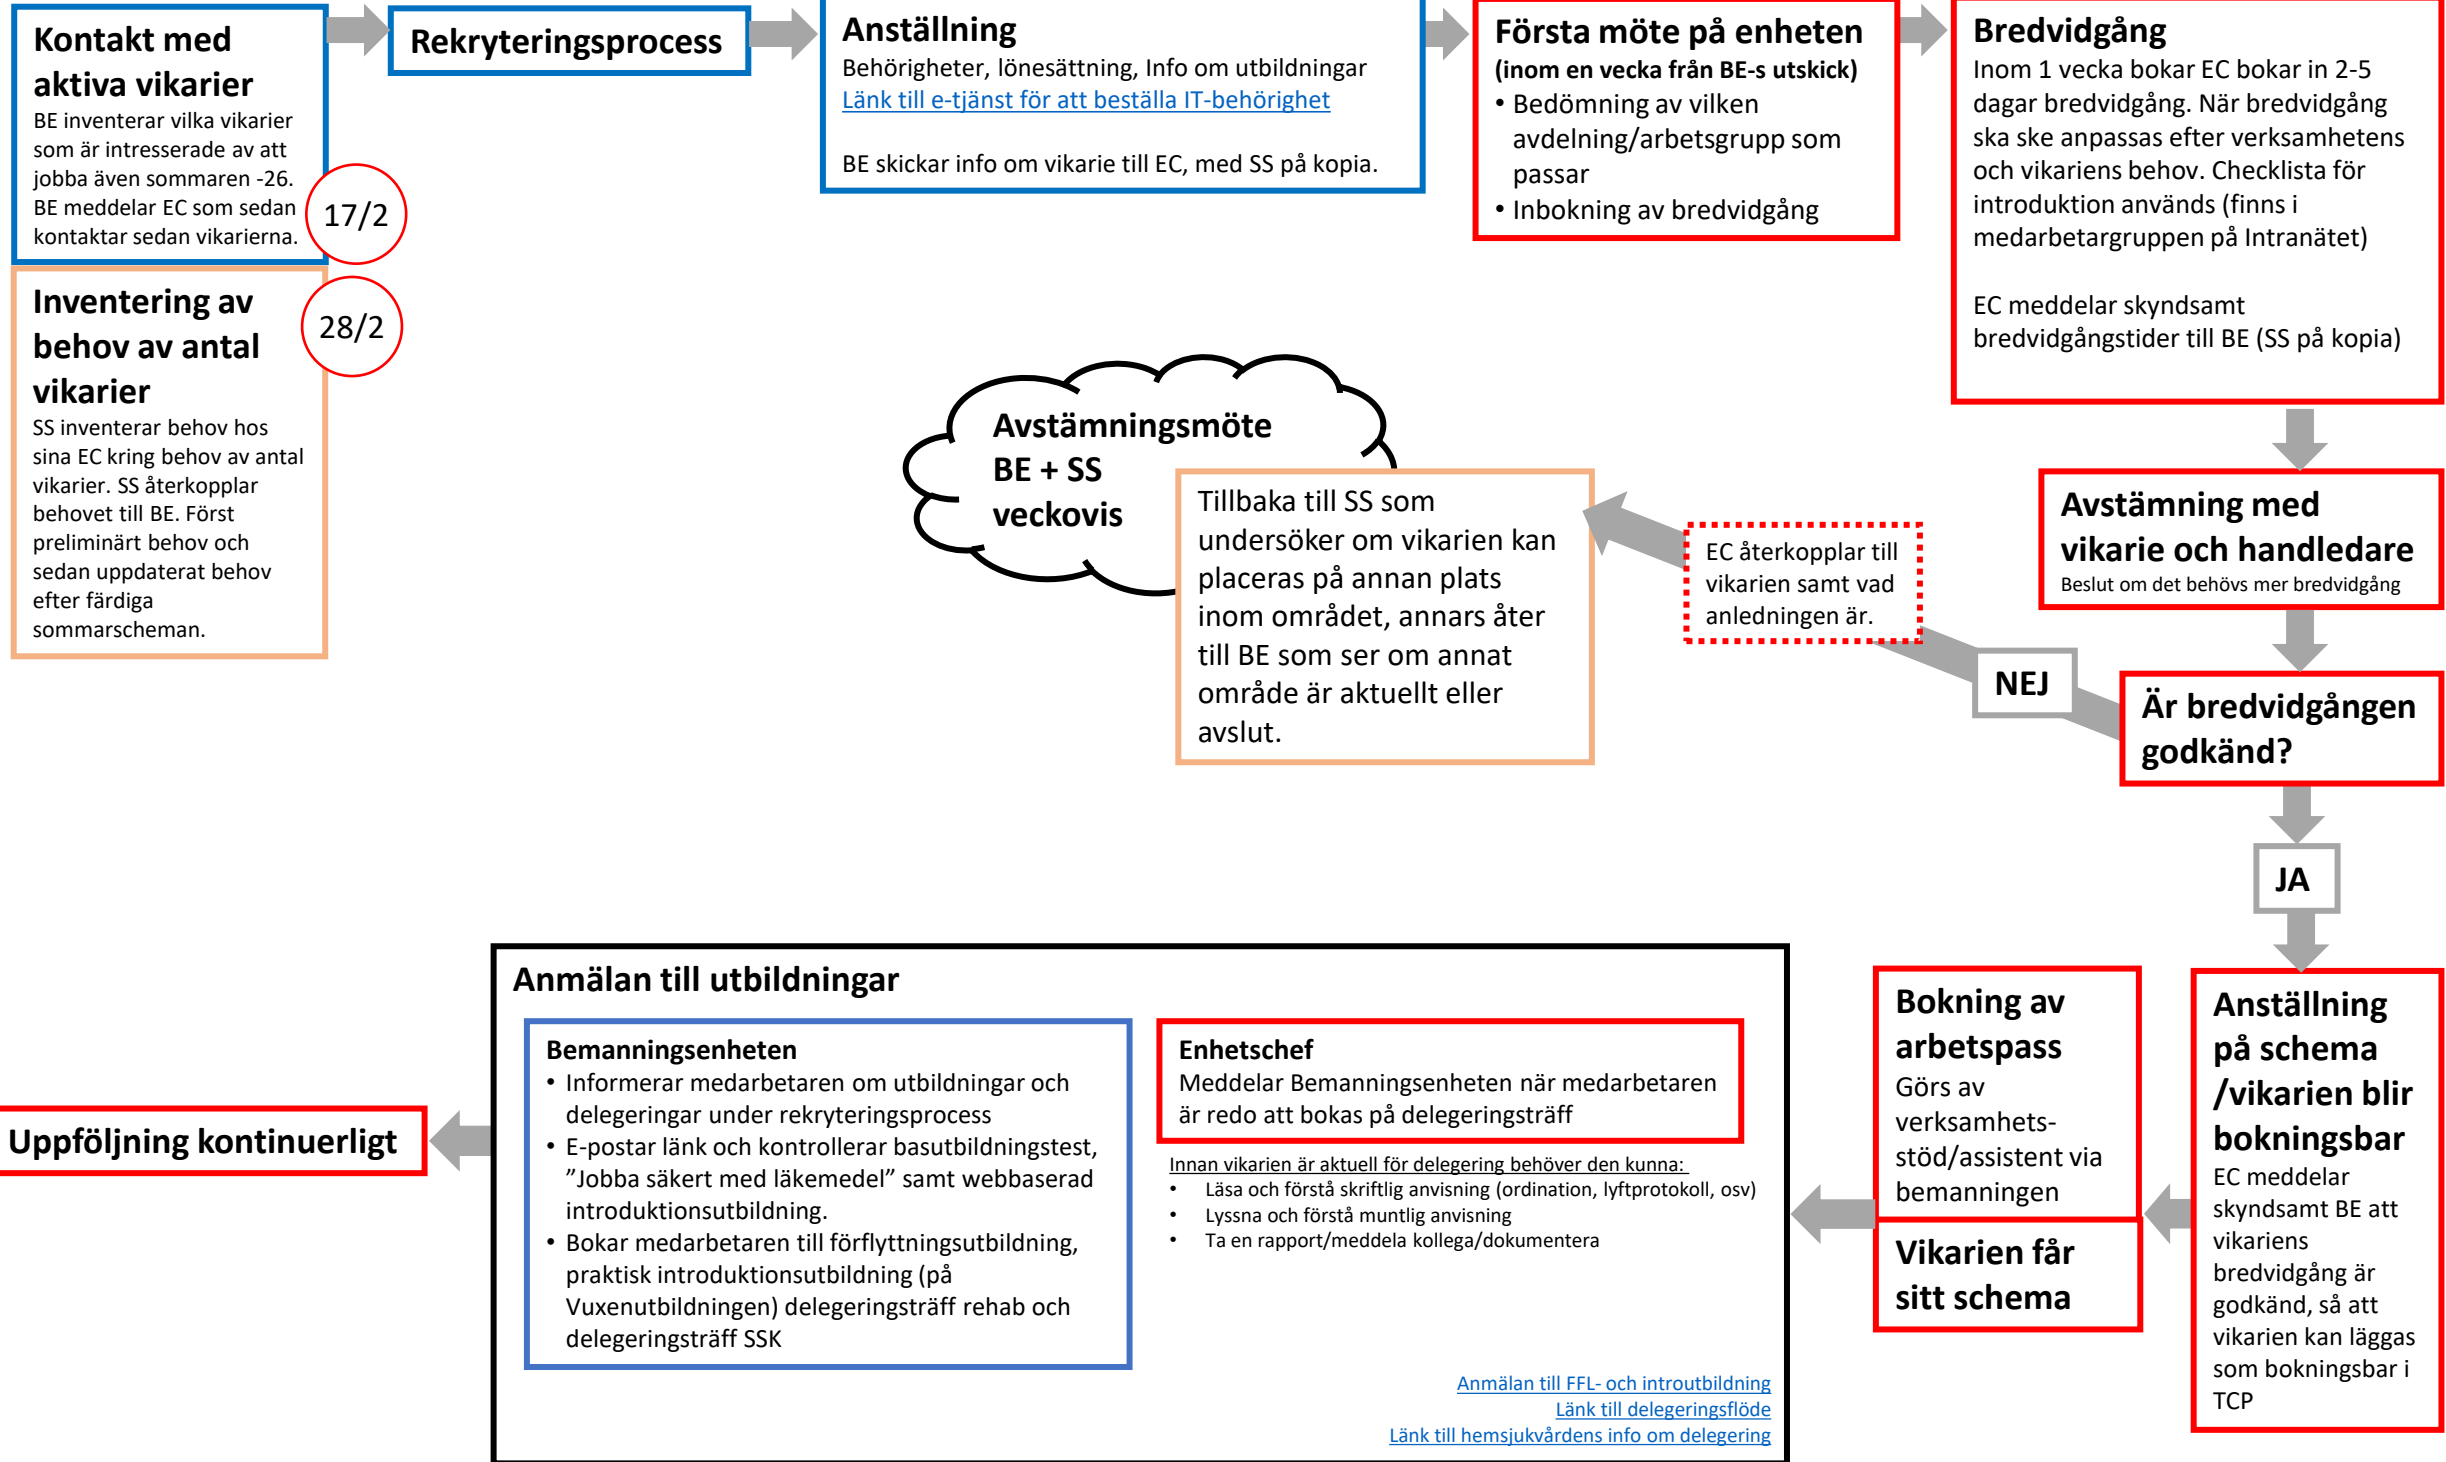 Kontakt med
aktiva vikarier
BE inventerar vilka vikarier
som är intresserade av att
jobba även sommaren -26.
BE meddelar EC som sedan
kontaktar sedan vikarierna.
17/2
Inventering av
behov av antal
vikarier
28/2
SS inventerar behov hos
sina EC kring behov av antal
vikarier. SS återkopplar
behovet till BE. Först
preliminärt behov och
sedan uppdaterat behov
efter färdiga
sommarscheman.
Rekryteringsprocess
Anställning
Behörigheter, lönesättning, Info om utbildningar
Länk till e-tjänst för att beställa IT-behörighet
BE skickar info om vikarie till EC, med SS på kopia.
Första möte på enheten
(inom en vecka från BE-s utskick)
• Bedömning av vilken
avdelning/arbetsgrupp som
passar
• Inbokning av bredvidgång
Bredvidgång
Inom 1 vecka bokar EC bokar in 2-5
dagar bredvidgång. När bredvidgång
ska ske anpassas efter verksamhetens
och vikariens behov. Checklista för
introduktion används (finns i
medarbetargruppen på Intranätet)
EC meddelar skyndsamt
bredvidgångstider till BE (SS på kopia)
Avstämning med
vikarie och handledare
Beslut om det behövs mer bredvidgång
Är bredvidgången
godkänd?
NEJ
EC återkopplar till
vikarien samt vad
anledningen är.
Tillbaka till SS som
undersöker om vikarien kan
placeras på annan plats
inom området, annars åter
till BE som ser om annat
område är aktuellt eller
avslut.
Avstämningsmöte
BE + SS
veckovis
JA
Anställning
på schema
/vikarien blir
bokningsbar
EC meddelar
skyndsamt BE att
vikariens
bredvidgång är
godkänd, så att
vikarien kan läggas
som bokningsbar i
TCP
Bokning av
arbetspass
Görs av
verksamhets-
stöd/assistent via
bemanningen
Vikarien får
sitt schema
Anmälan till utbildningar
Bemanningsenheten
• Informerar medarbetaren om utbildningar och
delegeringar under rekryteringsprocess
• E-postar länk och kontrollerar basutbildningstest,
”Jobba säkert med läkemedel” samt webbaserad
introduktionsutbildning.
• Bokar medarbetaren till förflyttningsutbildning,
praktisk introduktionsutbildning (på
Vuxenutbildningen) delegeringsträff rehab och
delegeringsträff SSK
Enhetschef
Meddelar Bemanningsenheten när medarbetaren
är redo att bokas på delegeringsträff
Innan vikarien är aktuell för delegering behöver den kunna:
• Läsa och förstå skriftlig anvisning (ordination, lyftprotokoll, osv)
• Lyssna och förstå muntlig anvisning
• Ta en rapport/meddela kollega/dokumentera
Anmälan till FFL- och introutbildning
Länk till delegeringsflöde
Länk till hemsjukvårdens info om delegering
Uppföljning kontinuerligt